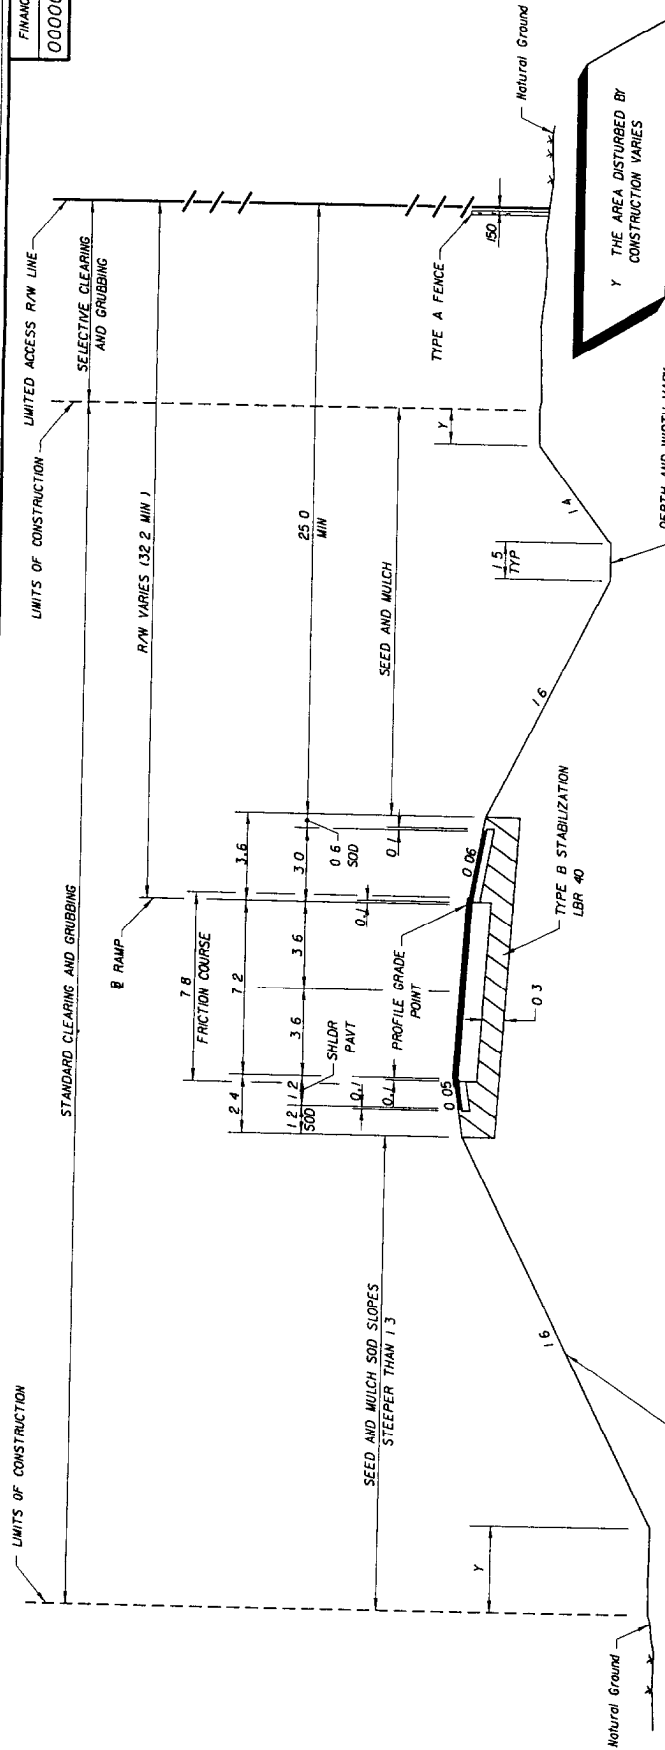 FINANC
00000
LIMITS OF CONSTRUCTION
LIMITS OF CONSTRUCTION
LIMITED ACCESS R/W LINE
STANDARD CLEARING AND GRUBBING
SELECTIVE CLEARING
AND GRUBBING
R/W VARIES (32 2 MIN )
RAMP
7 8
FRICTION COURSE
2 4
7 2
3.6
1 2
1 2
3 6
3 6
3 0
25 0
MIN
SOD
SHLDR
PAVT
0 6
SOD
0.1
0.1
0.1
0.1
SEED AND MULCH SOD SLOPES
STEEPER THAN 1 3
SEED AND MULCH
PROFILE GRADE
POINT
TYPE A FENCE
0 05
0 06
150
Y
Y
1 5
TYP
1 6
1 6
1 4
0 3
TYPE B STABILIZATION
LBR 40
Natural Ground
Natural Ground
Y THE AREA DISTURBED BY
CONSTRUCTION VARIES
DEPTH AND WIDTH VARY